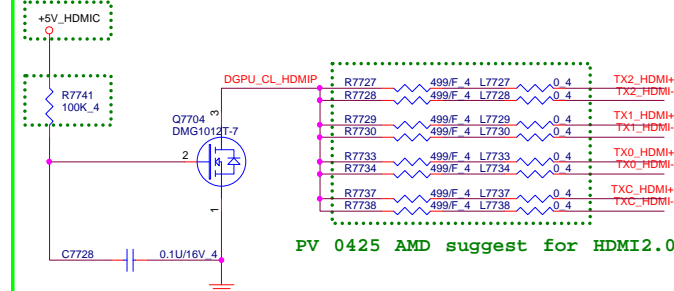 +5V_HDMIC
R7741
100K_4
DGPU_CL_HDMIP
Q7704
DMG1012T-7
3
2
1
R7727 499/F_4 L7727 0_4 TX2_HDMI+
R7728 499/F_4 L7728 0_4 TX2_HDMI-
R7729 499/F_4 L7729 0_4 TX1_HDMI+
R7730 499/F_4 L7730 0_4 TX1_HDMI-
R7733 499/F_4 L7733 0_4 TX0_HDMI+
R7734 499/F_4 L7734 0_4 TX0_HDMI-
R7737 499/F_4 L7737 0_4 TXC_HDMI+
R7738 499/F_4 L7738 0_4 TXC_HDMI-
PV 0425 AMD suggest for HDMI2.0
C7728 0.1U/16V_4